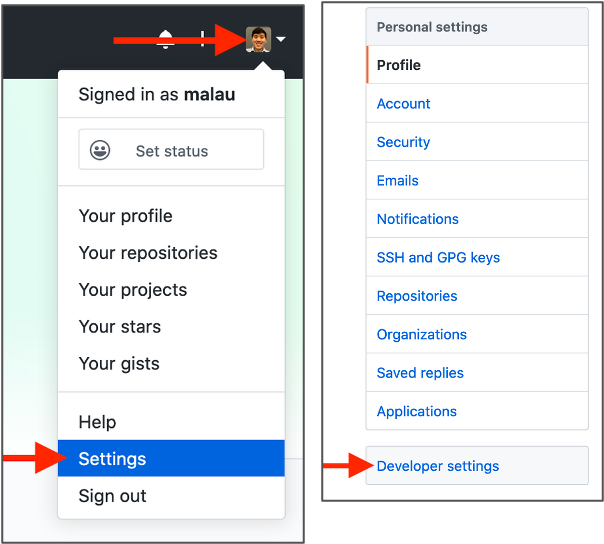 Signed in as malau
Set status
Your profile
Your repositories
Your projects
Your stars
Your gists
Help
Settings
Sign out
Personal settings
Profile
Account
Security
Emails
Notifications
SSH and GPG keys
Repositories
Organizations
Saved replies
Applications
Developer settings